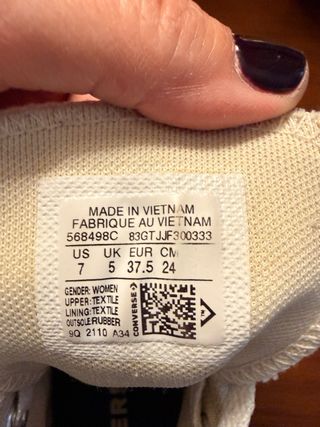 MADE IN VIETNAM
FABRIQUE AU VIETNAM
568498C 83GTJJF300333
US UK EUR CM
7 5 37.5 24
GENDER: WOMEN
UPPER: TEXTILE
LINING: TEXTILE
OUTSOLE: RUBBER
9Q 2110 A34
CONVERSE
ERS